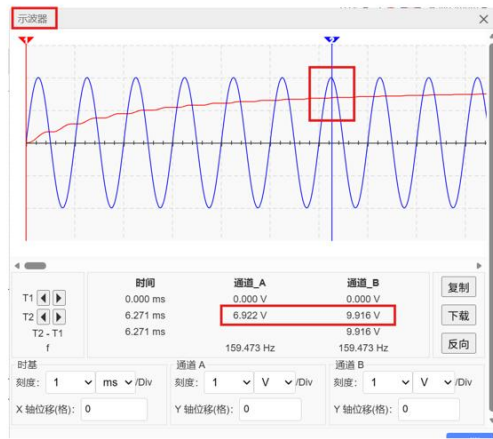 示波器 ×
时间 通道_A 通道_B
T1 0.000 ms 0.000 V 0.000 V
T2 6.271 ms 6.922 V 9.916 V
T2 - T1 6.271 ms 9.916 V
f 159.473 Hz 159.473 Hz
复制
下载
反向
时基 通道 A 通道 B
刻度: 1 ms /Div 刻度: 1 V /Div 刻度: 1 V /Div
X 轴位移(格): 0 Y 轴位移(格): 0 Y 轴位移(格): 0